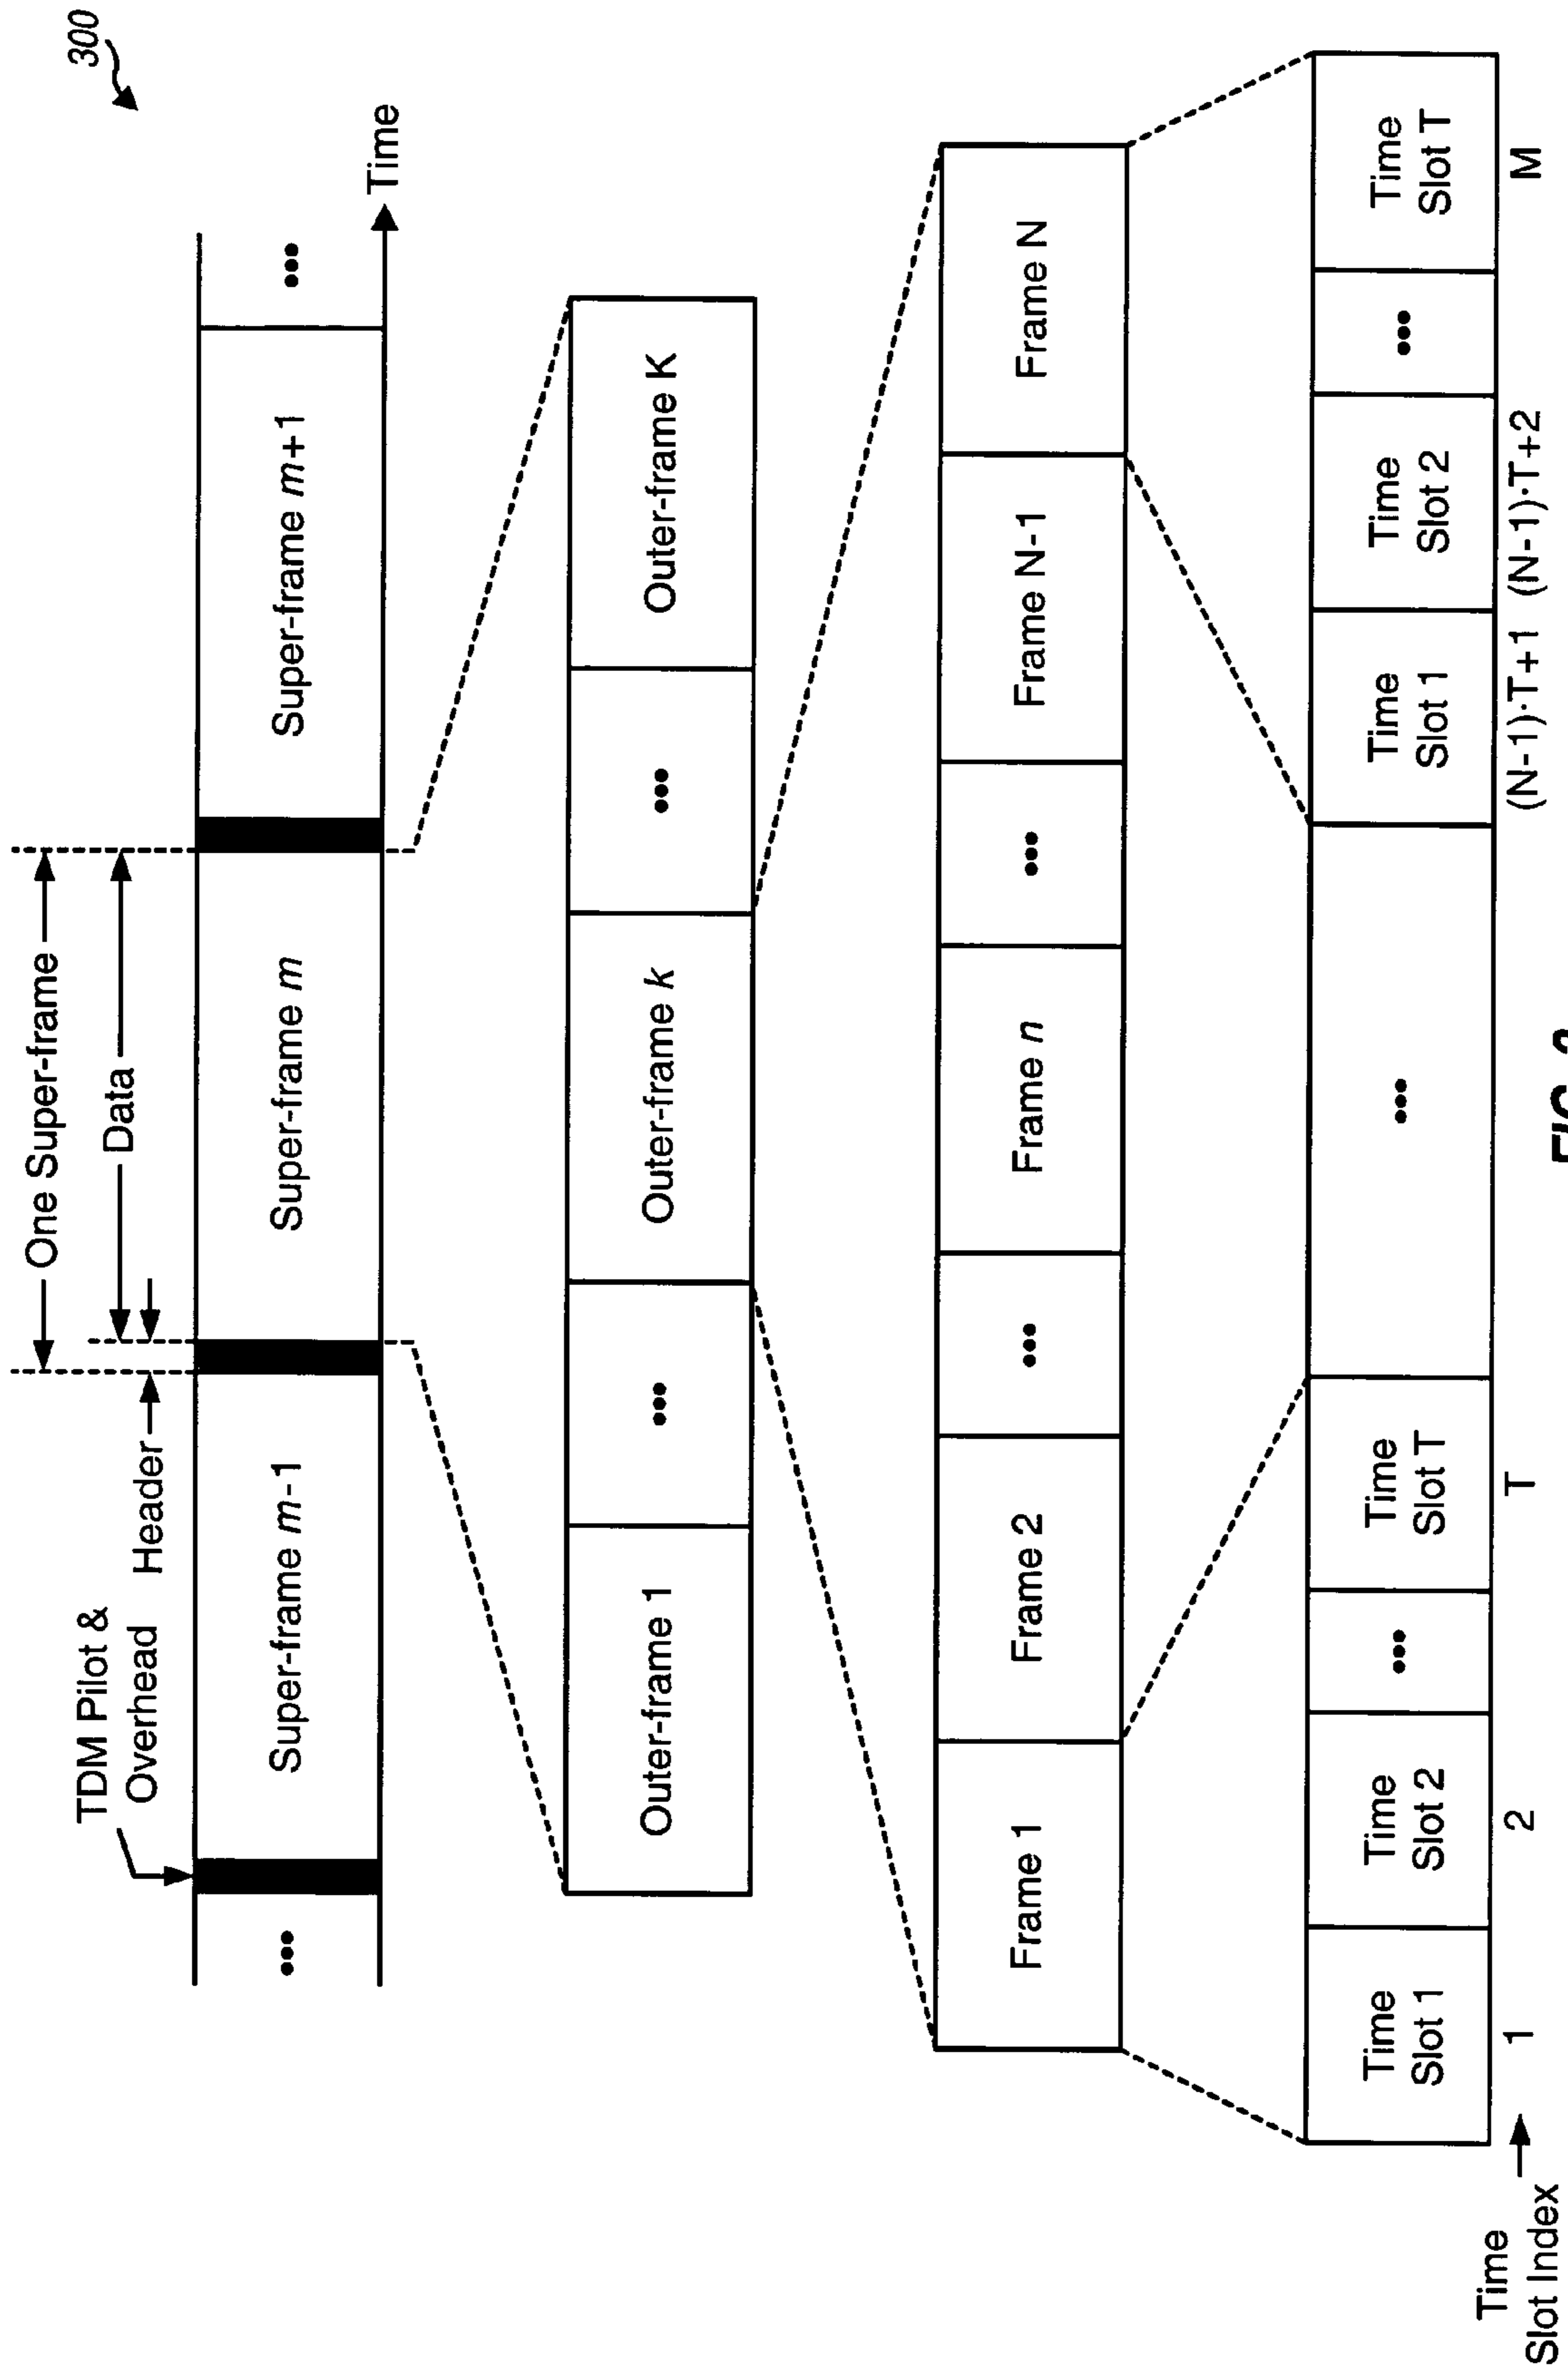 300
One Super-frame
Data
TDM Pilot &
Overhead
Header
••• Super-frame m-1 Super-frame m Super-frame m+1 •••
Time
Outer-frame 1 ••• Outer-frame k ••• Outer-frame K
Frame 1 Frame 2 ••• Frame n ••• Frame N-1 Frame N
Time
Slot 1
Time
Slot 2
•••
Time
Slot T
•••
Time
Slot 1
Time
Slot 2
•••
Time
Slot T
Time
Slot Index
1 2 T (N-1)·T+1 (N-1)·T+2 M
FIG.